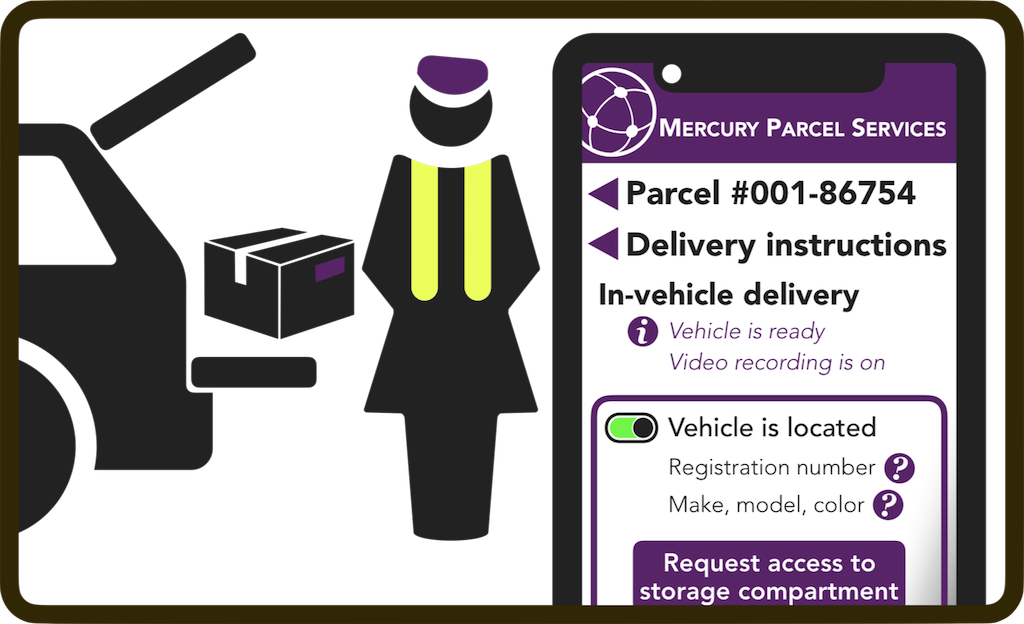 Mercury Parcel Services
Parcel #001-86754
Delivery instructions
In-vehicle delivery
i Vehicle is ready
Video recording is on
Vehicle is located
Registration number ?
Make, model, color ?
Request access to
storage compartment